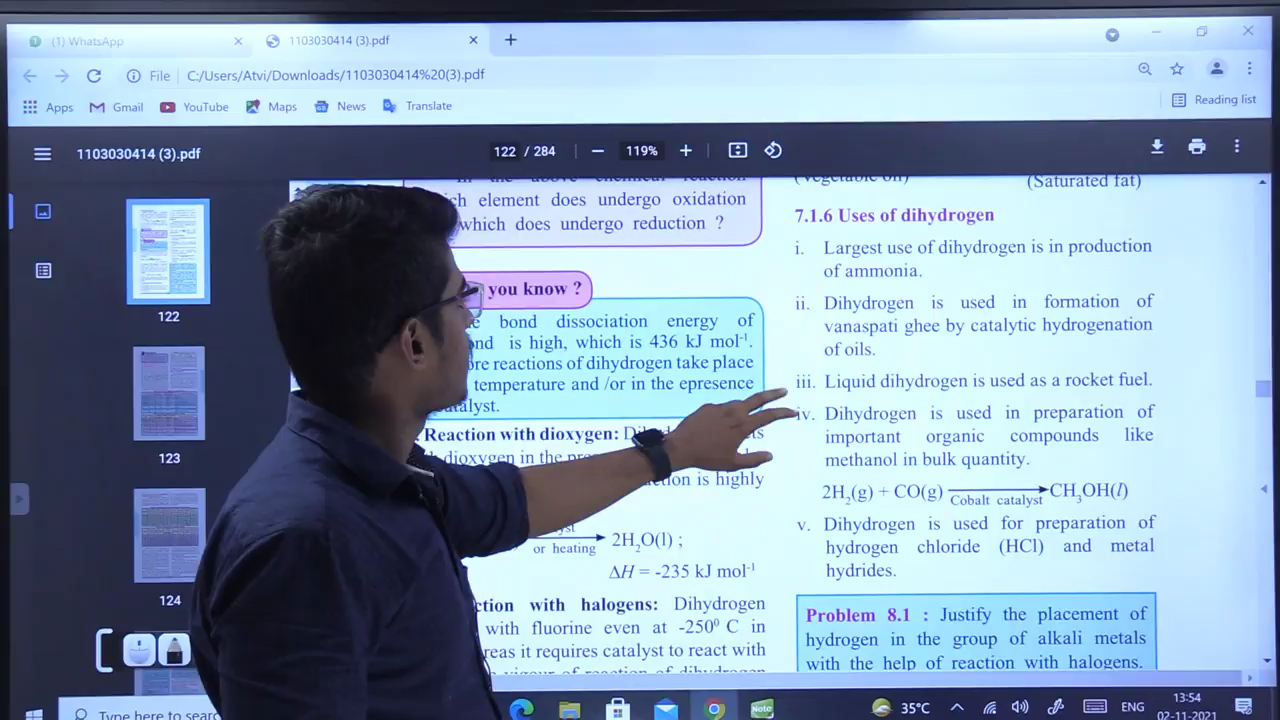 (1) WhatsApp
1103030414 (3).pdf
File
C:/Users/Atvi/Downloads/1103030414%20(3).pdf
Apps
Gmail
YouTube
Maps
News
Translate
Reading list
1103030414 (3).pdf
122 / 284
119%
122
123
124
element does undergo oxidation
which does undergo reduction ?
you know ?
bond dissociation energy of
is high, which is 436 kJ mol⁻¹.
reactions of dihydrogen take place
temperature and /or in the epresence
Reaction with dioxygen:
dioxygen in the
is highly
or heating
2H₂O(l) ;
ΔH = -235 kJ mol⁻¹
with halogens: Dihydrogen
with fluorine even at -250⁰ C in
it requires catalyst to react with
(Saturated fat)
7.1.6 Uses of dihydrogen
i. Largest use of dihydrogen is in production
of ammonia.
ii. Dihydrogen is used in formation of
vanaspati ghee by catalytic hydrogenation
of oils.
iii. Liquid dihydrogen is used as a rocket fuel.
iv. Dihydrogen is used in preparation of
important organic compounds like
methanol in bulk quantity.
2H₂(g) + CO(g) ⟶ CH₃OH(l)
Cobalt catalyst
v. Dihydrogen is used for preparation of
hydrogen chloride (HCl) and metal
hydrides.
Problem 8.1 : Justify the placement of
hydrogen in the group of alkali metals
with the help of reaction with halogens.
Type here to searc
Note
35°C
ENG
13:54
02-11-2021